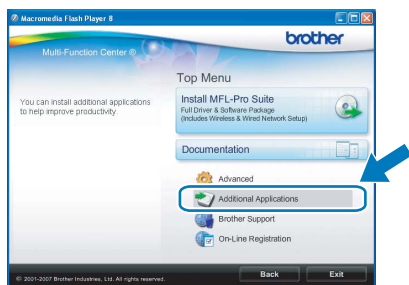 Macromedia Flash Player 8
brother
Multi-Function Center ®
Top Menu
You can install additional applications
to help improve productivity.
Install MFL-Pro Suite
Full Driver & Software Package
(Includes Wireless & Wired Network Setup)
Documentation
Advanced
Additional Applications
Brother Support
On-Line Registration
© 2001-2007 Brother Industries, Ltd. All rights reserved.
Back
Exit